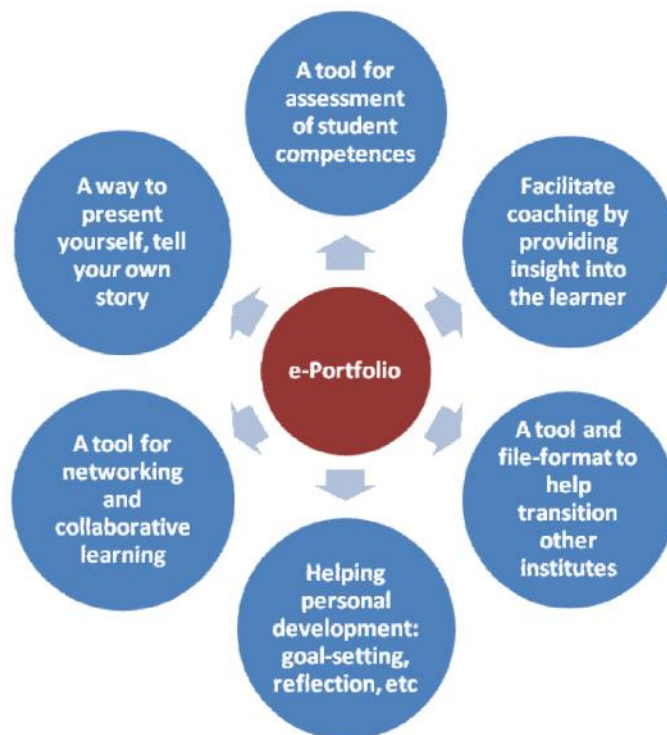 A tool for
assessment
of student
competences
A way to
present
yourself, tell
your own
story
Facilitate
coaching by
providing
insight into
the learner
e-Portfolio
A tool for
networking
and
collaborative
learning
A tool and
file-format to
help
transition
other
institutes
Helping
personal
development:
goal-setting,
reflection, etc